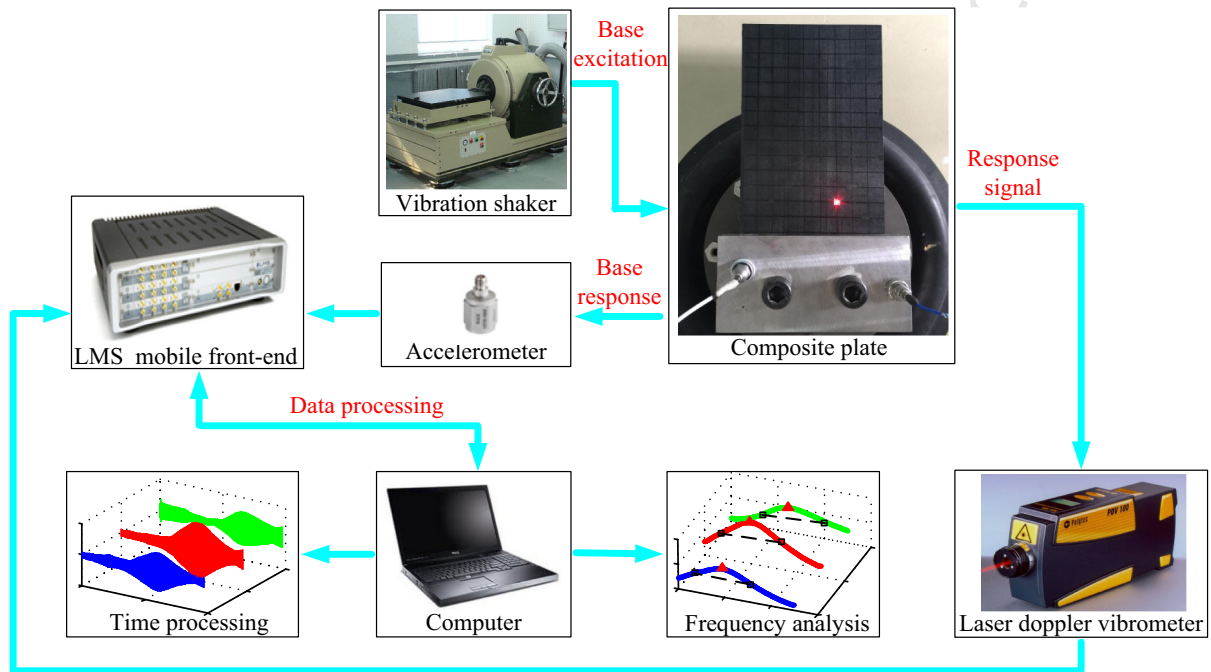 Base
excitation
Vibration shaker
Composite plate
Response
signal
LMS mobile front-end
Base
response
Accelerometer
Data processing
Time processing
Computer
Frequency analysis
Polytec
PDV 100
Laser doppler vibrometer